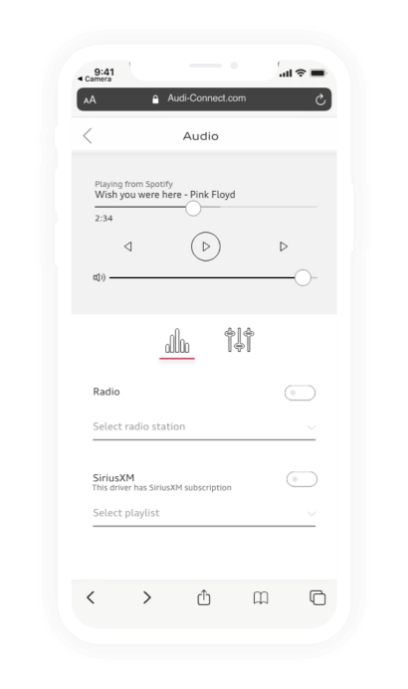 9:41
Camera
AA
Audi-Connect.com
Audio
Playing from Spotify
Wish you were here - Pink Floyd
2:34
Radio
Select radio station
SiriusXM
This driver has SiriusXM subscription
Select playlist